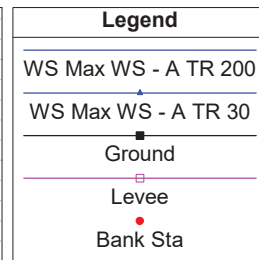 Legend
WS Max WS - A TR 200
WS Max WS - A TR 30
Ground
Levee
Bank Sta